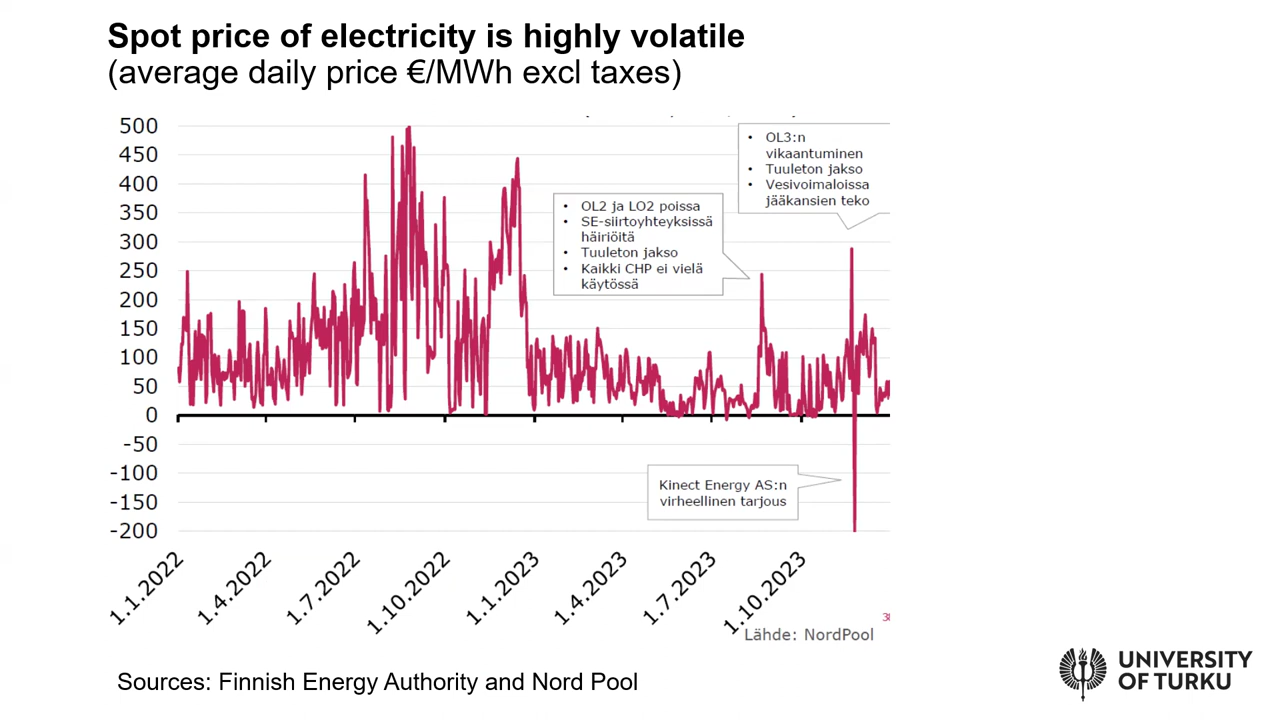 Spot price of electricity is highly volatile
(average daily price €/MWh excl taxes)
500
450
400
350
300
250
200
150
100
50
0
-50
-100
-150
-200
• OL3:n
vikaantuminen
• Tuuleton jakso
• Vesivoimaloissa
jääkansien teko
• OL2 ja LO2 poissa
• SE-siirtoyhteyksissä
häiriöitä
• Tuuleton jakso
• Kaikki CHP ei vielä
käytössä
Kinect Energy AS:n
virheellinen tarjous
1.1.2022
1.4.2022
1.7.2022
1.10.2022
1.1.2023
1.4.2023
1.7.2023
1.10.2023
Lähde: NordPool
Sources: Finnish Energy Authority and Nord Pool
UNIVERSITY
OF TURKU